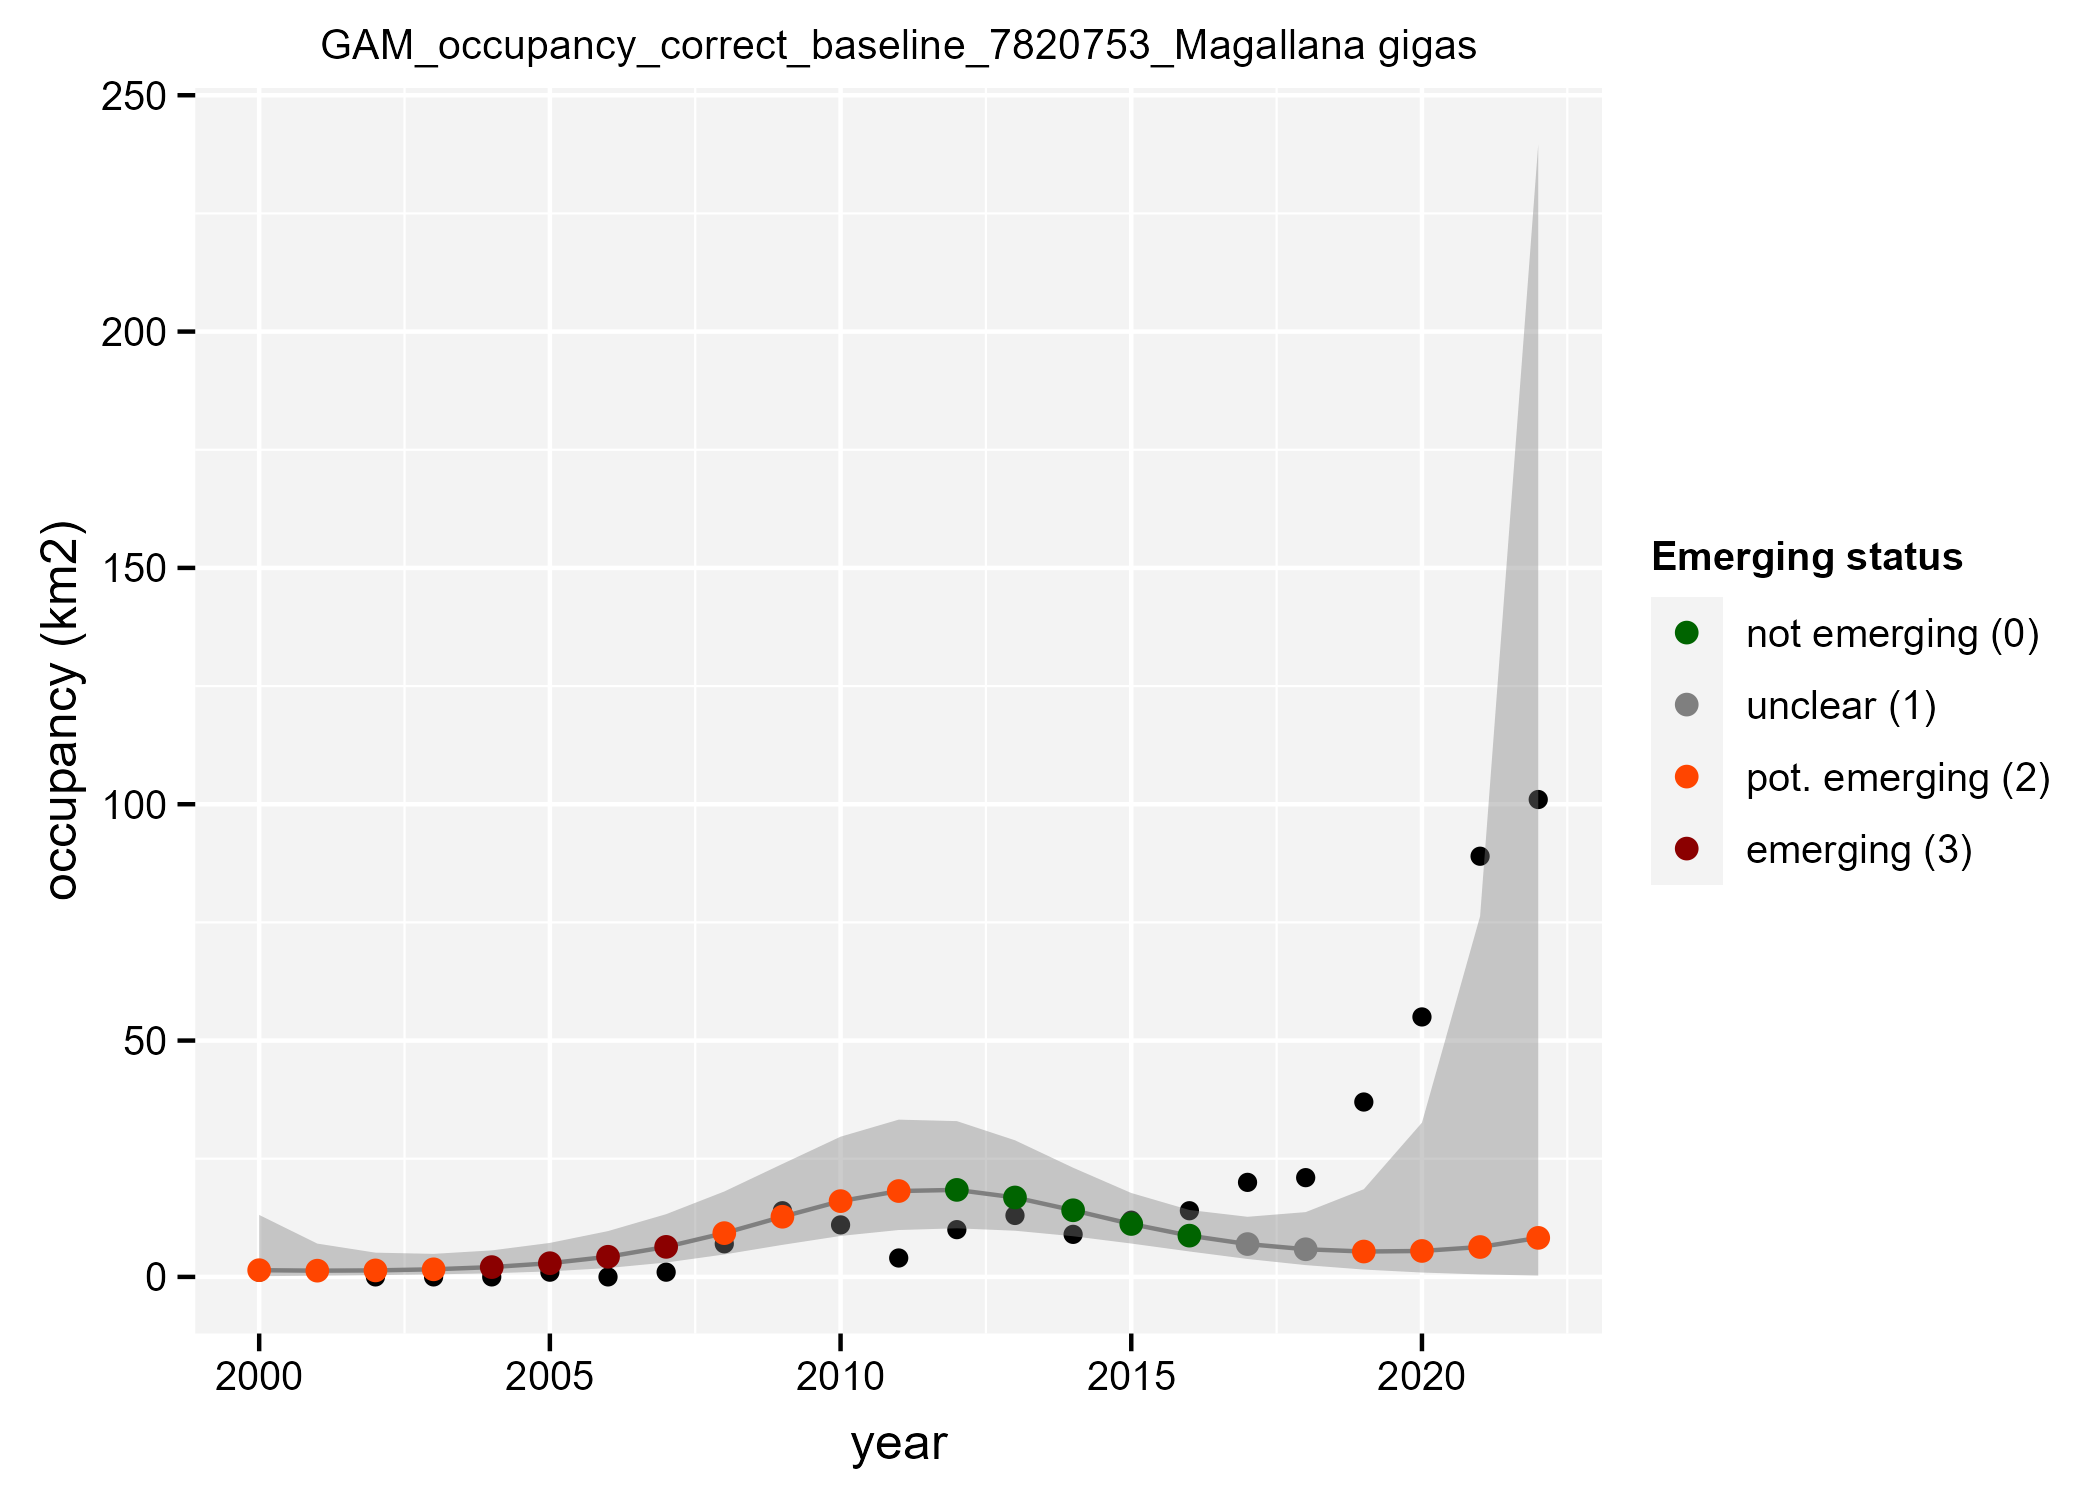 GAM_occupancy_correct_baseline_7820753_Magallana gigas
250
200
150
100
50
0
occupancy (km2)
2000 2005 2010 2015 2020
year
Emerging status
not emerging (0)
unclear (1)
pot. emerging (2)
emerging (3)